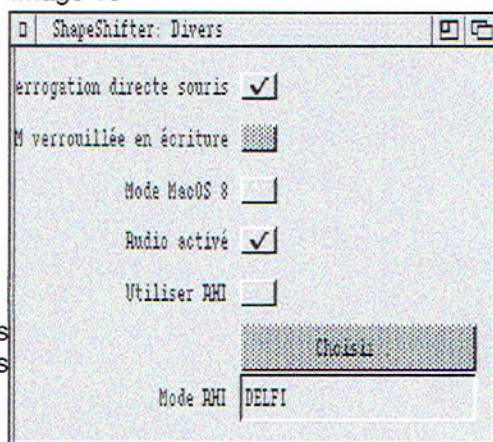 ShapeShifter: Divers
errogation directe souris
M verrouillée en écriture
Mode MacOS 8
Audio activé
Utiliser AHI
Choisir
Mode AHI DELFI
s
s